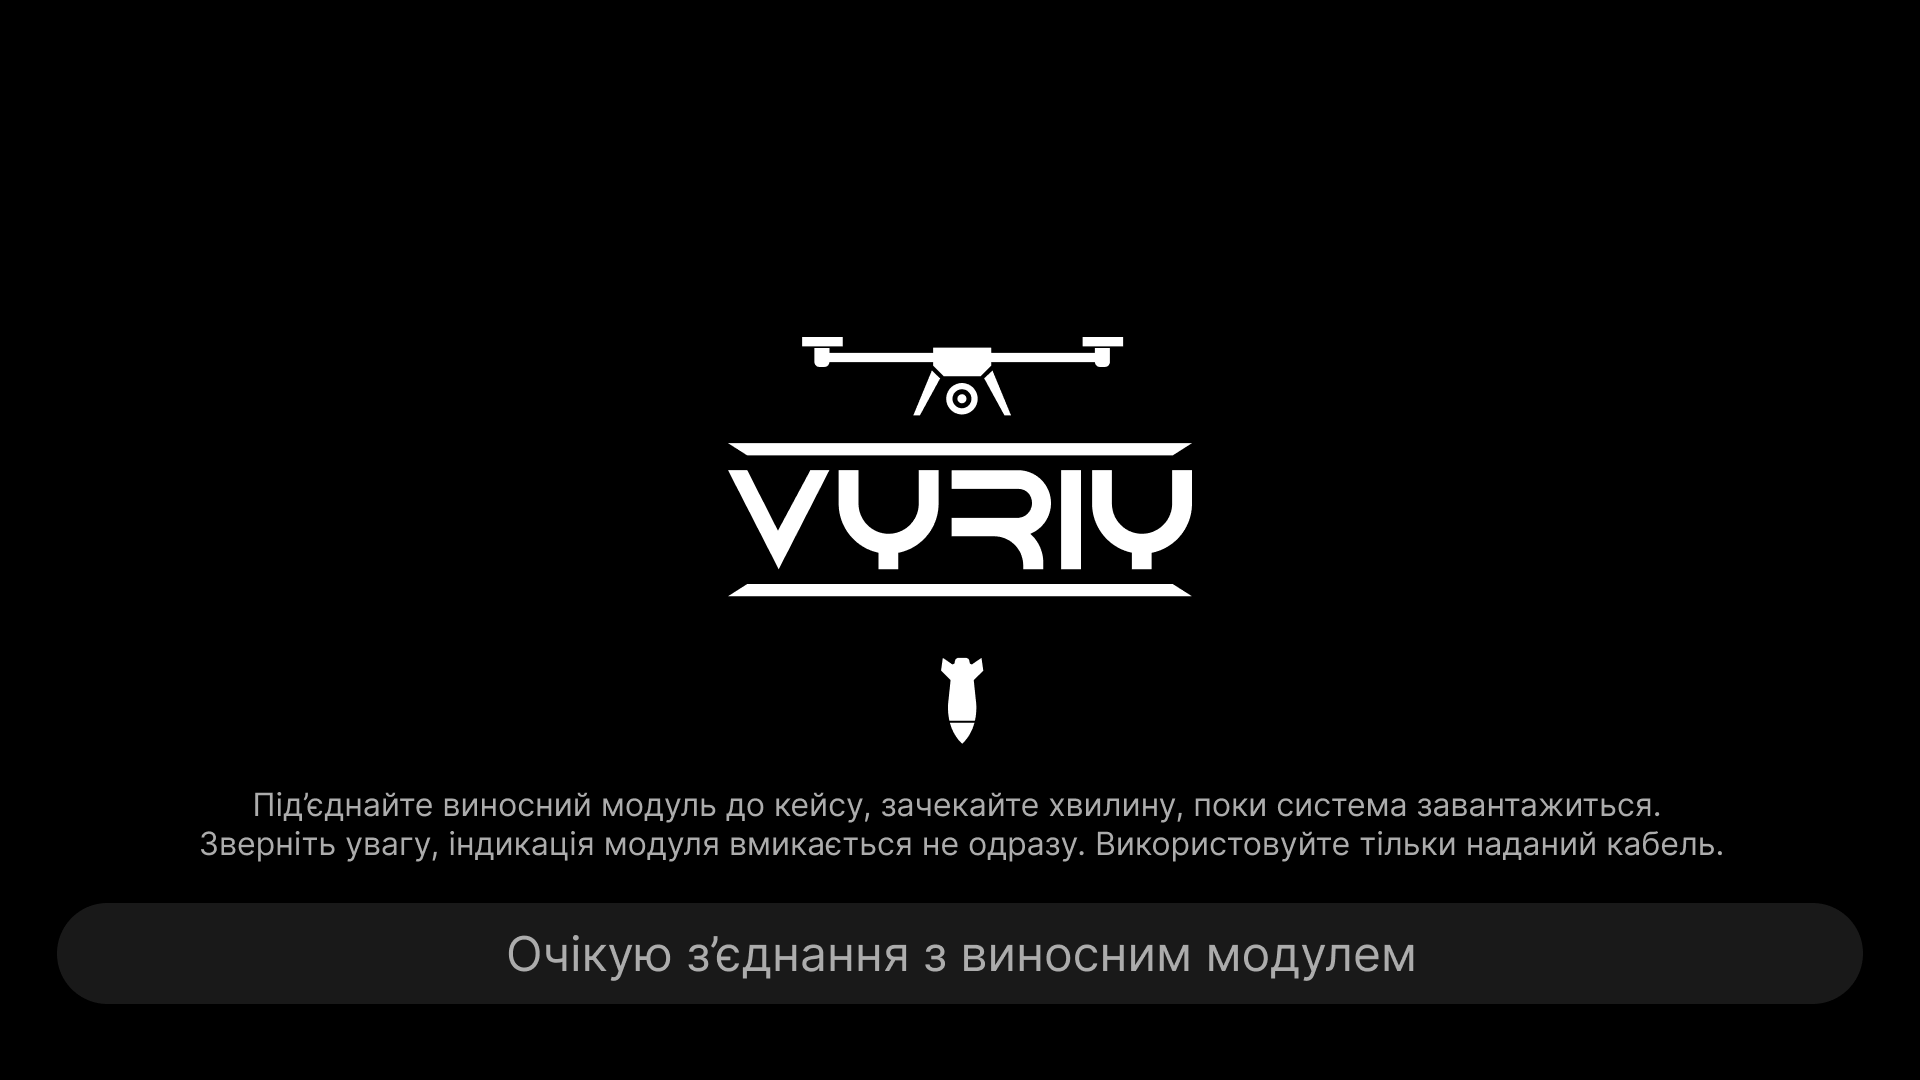 VYRIY
Під’єднайте виносний модуль до кейсу, зачекайте хвилину, поки система завантажиться.
Зверніть увагу, індикація модуля вмикається не одразу. Використовуйте тільки наданий кабель.
Очікую з’єднання з виносним модулем